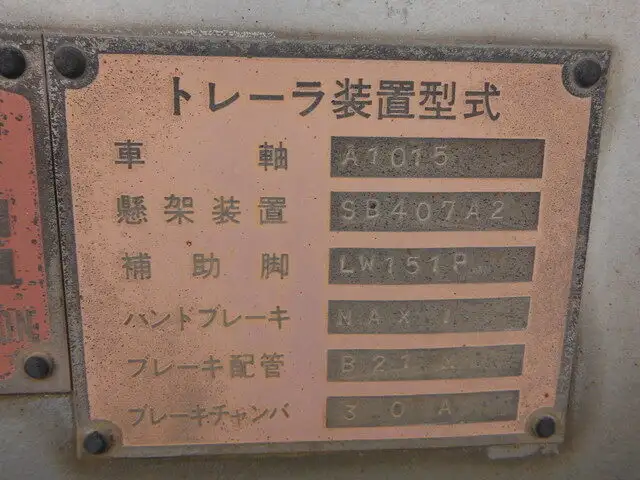 トレーラ装置型式
車軸 A1015
懸架装置 SB407A2
補助脚 LW151P
ハンドブレーキ NAX1
ブレーキ配管 B21X
ブレーキチャンバ 30A